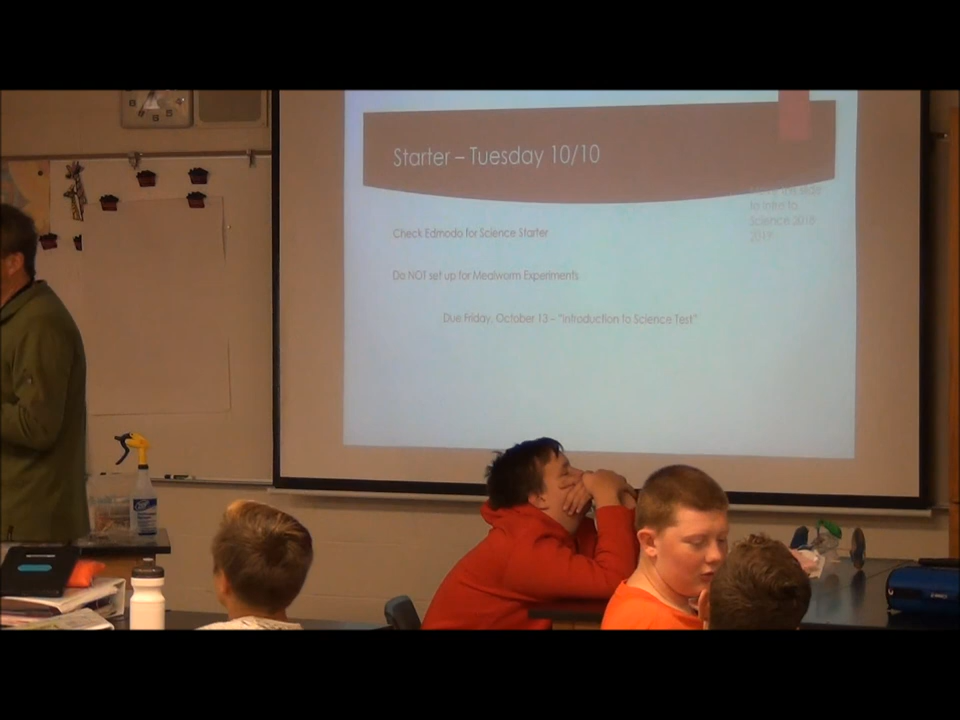 Starter – Tuesday 10/10
to Intro to
Science 2018
2019
Check Edmodo for Science Starter
Do NOT set up for Mealworm Experiments
Due Friday, October 13 – "Introduction to Science Test"